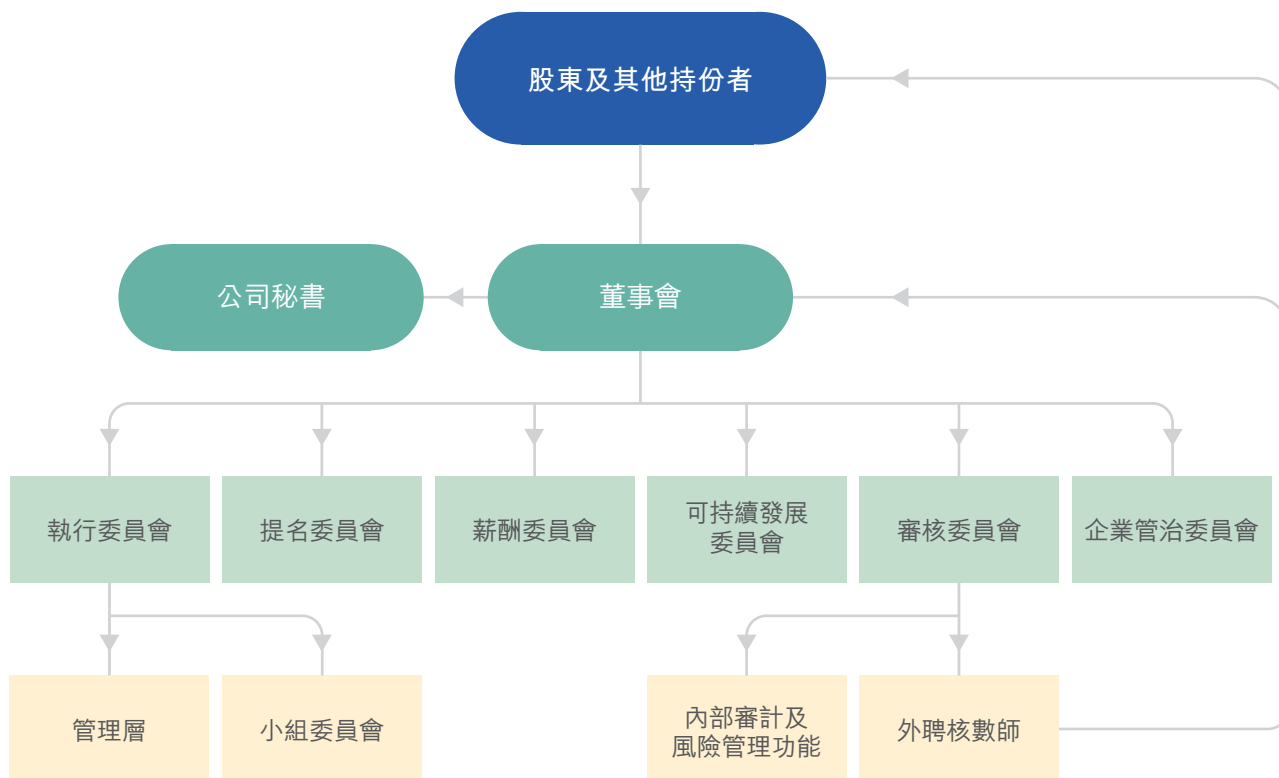 股東及其他持份者
公司秘書
董事會
執行委員會
提名委員會
薪酬委員會
可持續發展
委員會
審核委員會
企業管治委員會
管理層
小組委員會
內部審計及
風險管理功能
外聘核數師